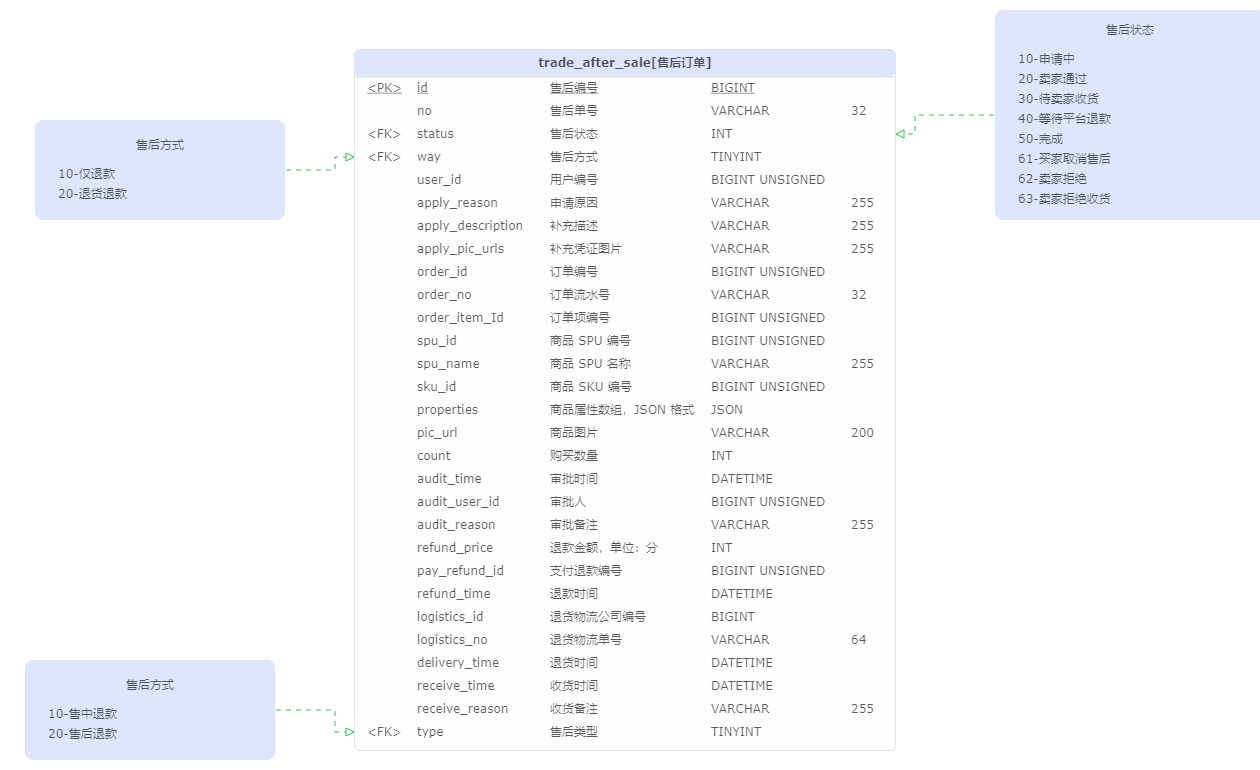 售后状态
10-申请中
20-卖家通过
30-待卖家收货
40-等待平台退款
50-完成
61-买家取消售后
62-卖家拒绝
63-卖家拒绝收货
售后方式
10-仅退款
20-退货退款
trade_after_sale[售后订单]
<PK> id 售后编号 BIGINT
no 售后单号 VARCHAR 32
<FK> status 售后状态 INT
<FK> way 售后方式 TINYINT
user_id 用户编号 BIGINT UNSIGNED
apply_reason 申请原因 VARCHAR 255
apply_description 补充描述 VARCHAR 255
apply_pic_urls 补充凭证图片 VARCHAR 255
order_id 订单编号 BIGINT UNSIGNED
order_no 订单流水号 VARCHAR 32
order_item_Id 订单项编号 BIGINT UNSIGNED
spu_id 商品 SPU 编号 BIGINT UNSIGNED
spu_name 商品 SPU 名称 VARCHAR 255
sku_id 商品 SKU 编号 BIGINT UNSIGNED
properties 商品属性数组，JSON 格式 JSON
pic_url 商品图片 VARCHAR 200
count 购买数量 INT
audit_time 审批时间 DATETIME
audit_user_id 审批人 BIGINT UNSIGNED
audit_reason 审批备注 VARCHAR 255
refund_price 退款金额，单位：分 INT
pay_refund_id 支付退款编号 BIGINT UNSIGNED
refund_time 退款时间 DATETIME
logistics_id 退货物流公司编号 BIGINT
logistics_no 退货物流单号 VARCHAR 64
delivery_time 退货时间 DATETIME
receive_time 收货时间 DATETIME
receive_reason 收货备注 VARCHAR 255
<FK> type 售后类型 TINYINT
售后方式
10-售中退款
20-售后退款